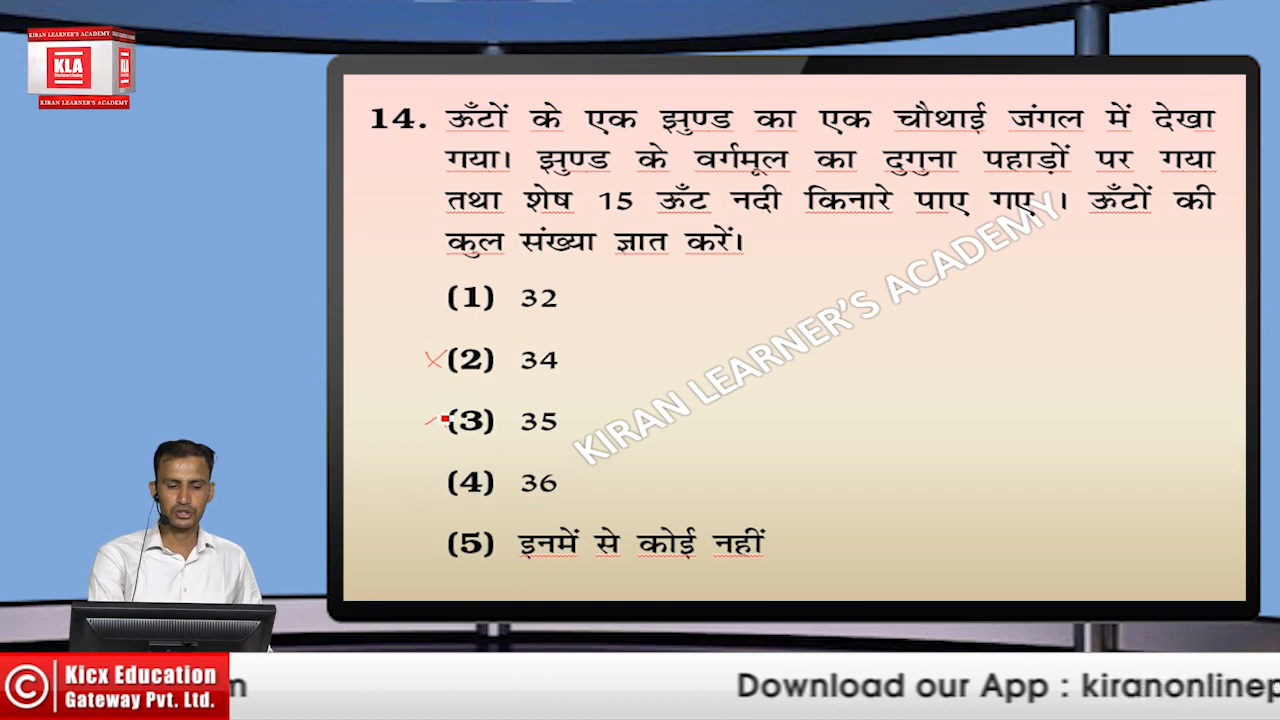 KIRAN LEARNER'S ACADEMY
KLA
KIRAN LEARNER'S ACADEMY
14. ऊँटों के एक झुण्ड का एक चौथाई जंगल में देखा
गया। झुण्ड के वर्गमूल का दुगुना पहाड़ों पर गया
तथा शेष 15 ऊँट नदी किनारे पाए गए । ऊँटों की
कुल संख्या ज्ञात करें।
(1) 32
(2) 34
(3) 35
(4) 36
(5) इनमें से कोई नहीं
KIRAN LEARNER'S ACADEMY
© Kicx Education
Gateway Pvt. Ltd.
m
Download our App : kiranonlinep